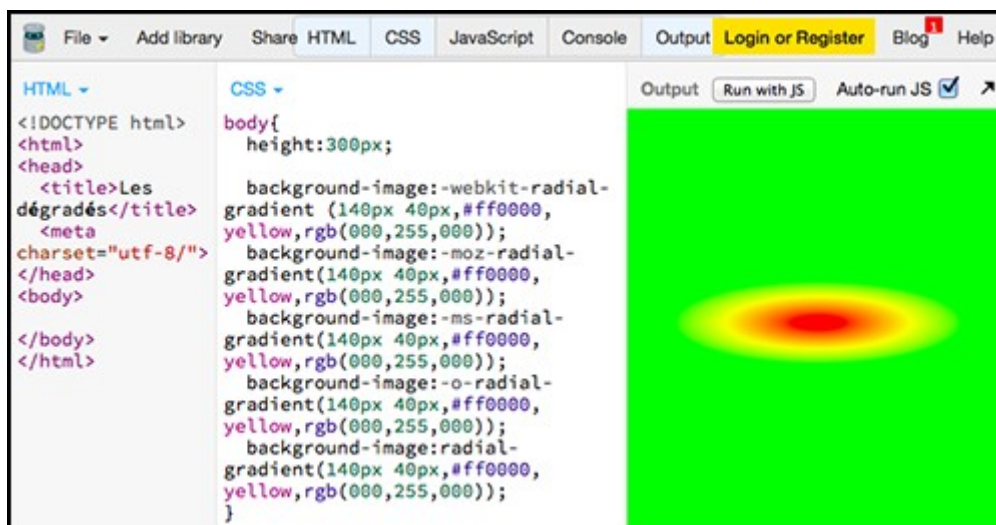 File ▾ Add library Share HTML CSS JavaScript Console Output Login or Register Blog 1 Help
HTML ▾
<!DOCTYPE html>
<html>
<head>
<title>Les
dégradés</title>
<meta
charset="utf-8/">
</head>
<body>
</body>
</html>
CSS ▾
body{
height:300px;
background-image:-webkit-radial-
gradient (140px 40px,#ff0000,
yellow,rgb(000,255,000));
background-image:-moz-radial-
gradient(140px 40px,#ff0000,
yellow,rgb(000,255,000));
background-image:-ms-radial-
gradient(140px 40px,#ff0000,
yellow,rgb(000,255,000));
background-image:-o-radial-
gradient(140px 40px,#ff0000,
yellow,rgb(000,255,000));
background-image:radial-
gradient(140px 40px,#ff0000,
yellow,rgb(000,255,000));
}
Output Run with JS Auto-run JS